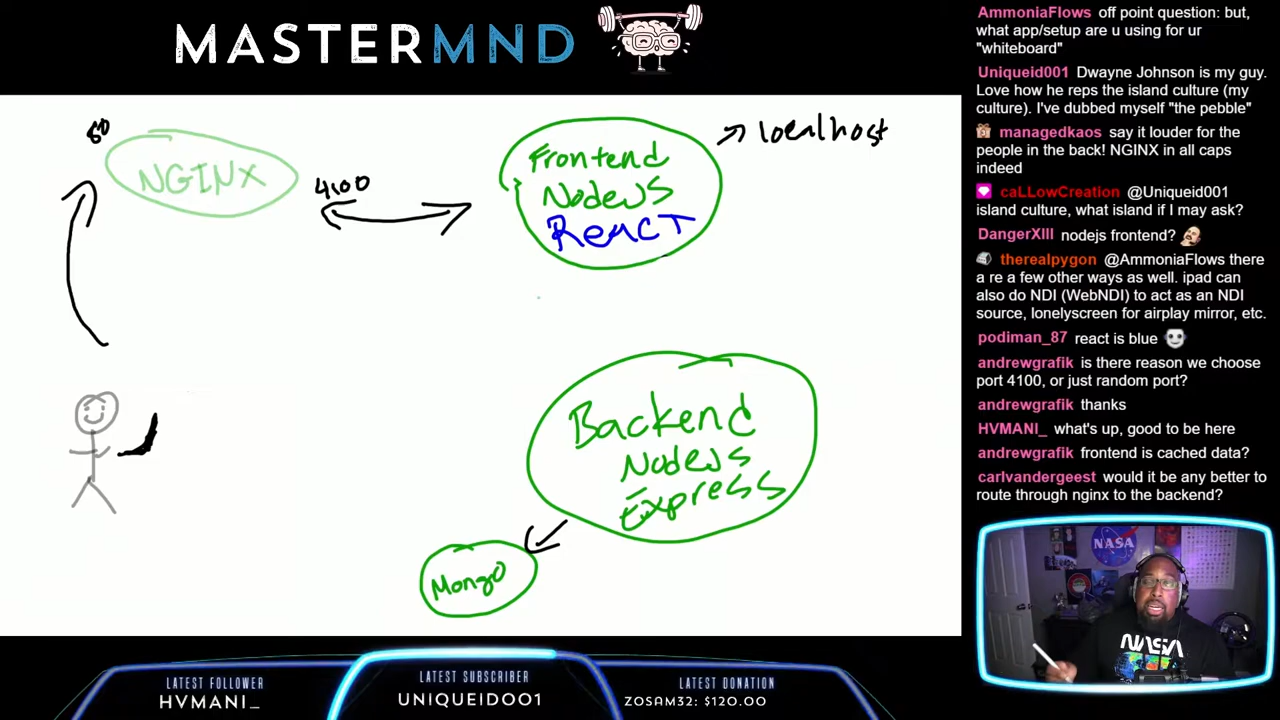 MASTERMND
80
NGINX
4100
Frontend
NodeJS
React
localhost
Backend
NodeJS
Express
Mongo
AmmoniaFlows off point question: but,
what app/setup are u using for ur
"whiteboard"
Uniqueid001 Dwayne Johnson is my guy.
Love how he reps the island culture (my
culture). I've dubbed myself "the pebble"
managedkaos say it louder for the
people in the back! NGINX in all caps
indeed
caLLowCreation @Uniqueid001
island culture, what island if I may ask?
DangerXIII nodejs frontend?
therealpygon @AmmoniaFlows there
a re a few other ways as well. ipad can
also do NDI (WebNDI) to act as an NDI
source, lonelyscreen for airplay mirror, etc.
podiman_87 react is blue
andrewgrafik is there reason we choose
port 4100, or just random port?
andrewgrafik thanks
HVMANI_ what's up, good to be here
andrewgrafik frontend is cached data?
carlvandergeest would it be any better to
route through nginx to the backend?
NASA
NASA
LATEST FOLLOWER
HVMANI_
LATEST SUBSCRIBER
UNIQUEID001
LATEST DONATION
ZOSAM32: $120.00